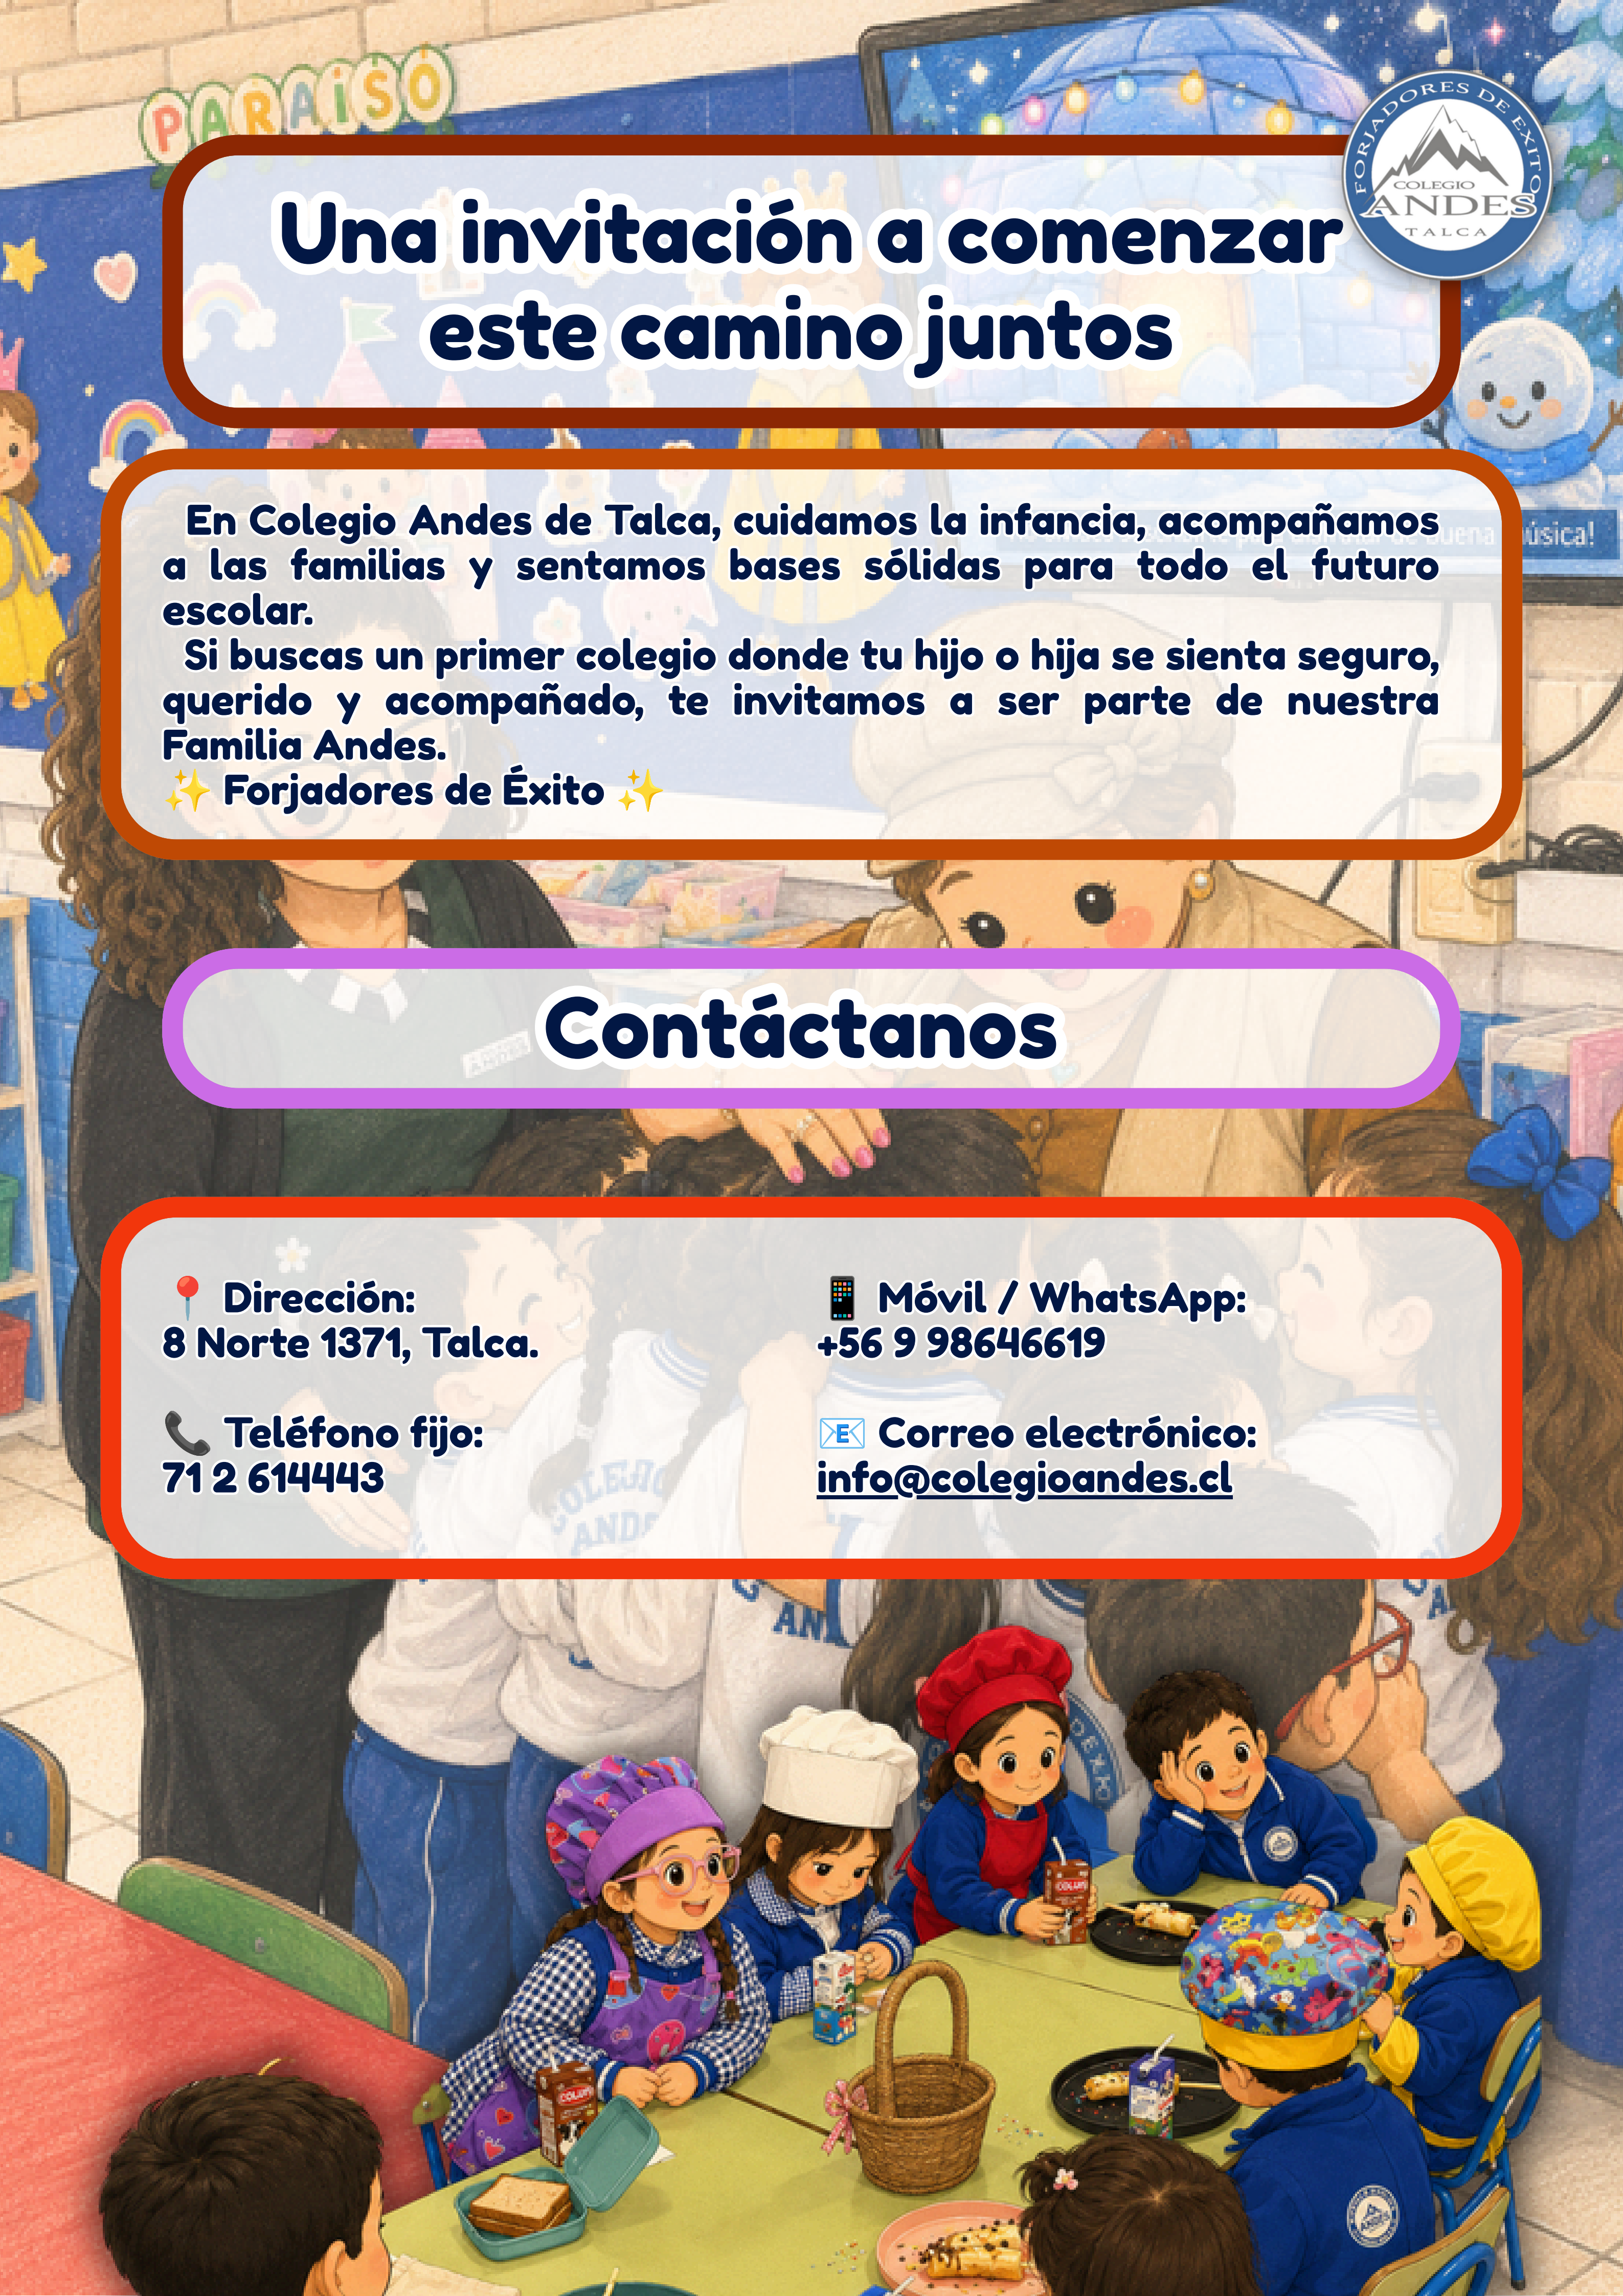 PARAISO
FORJADORES DE EXITO
COLEGIO
ANDES
TALCA
Una invitación a comenzar
este camino juntos
En Colegio Andes de Talca, cuidamos la infancia, acompañamos
a las familias y sentamos bases sólidas para todo el futuro
escolar.
Si buscas un primer colegio donde tu hijo o hija se sienta seguro,
querido y acompañado, te invitamos a ser parte de nuestra
Familia Andes.
✨ Forjadores de Éxito ✨
Contáctanos
📍 Dirección:
8 Norte 1371, Talca.
📞 Teléfono fijo:
71 2 614443
📱 Móvil / WhatsApp:
+56 9 98646619
📧 Correo electrónico:
info@colegioandes.cl